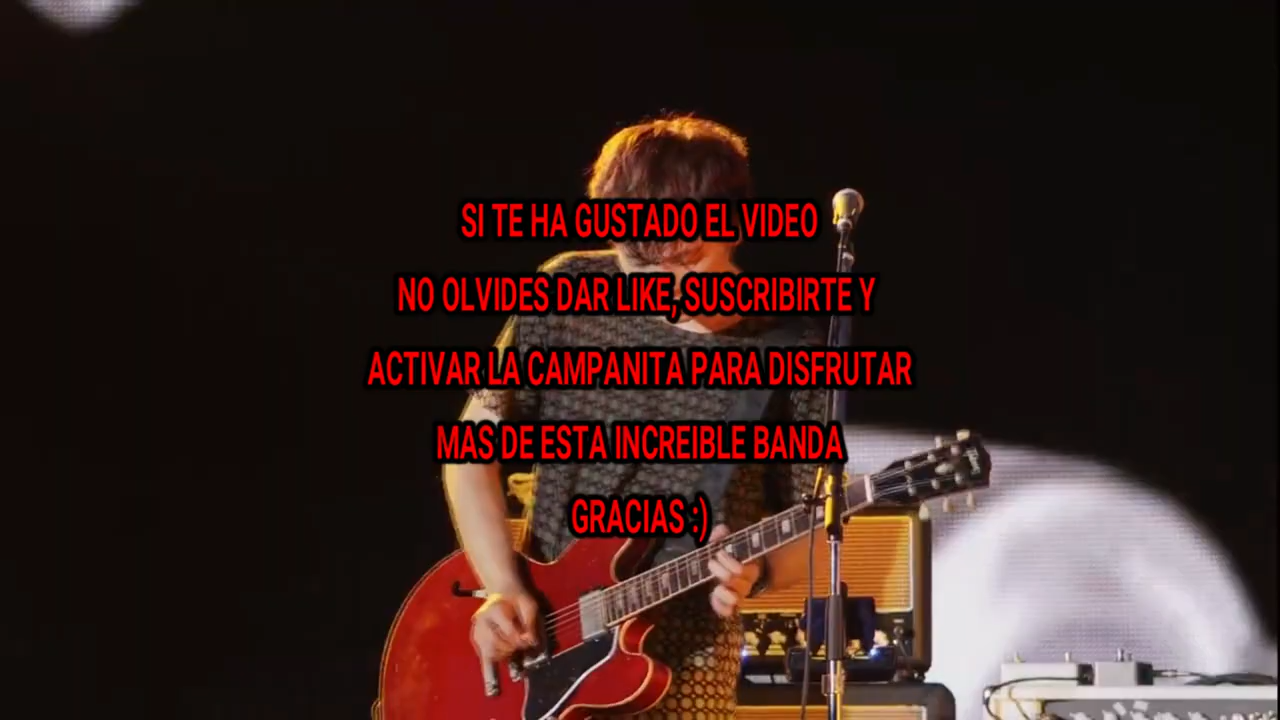 SI TE HA GUSTADO EL VIDEO
NO OLVIDES DAR LIKE, SUSCRIBIRTE Y
ACTIVAR LA CAMPANITA PARA DISFRUTAR
MAS DE ESTA INCREIBLE BANDA
GRACIAS :)